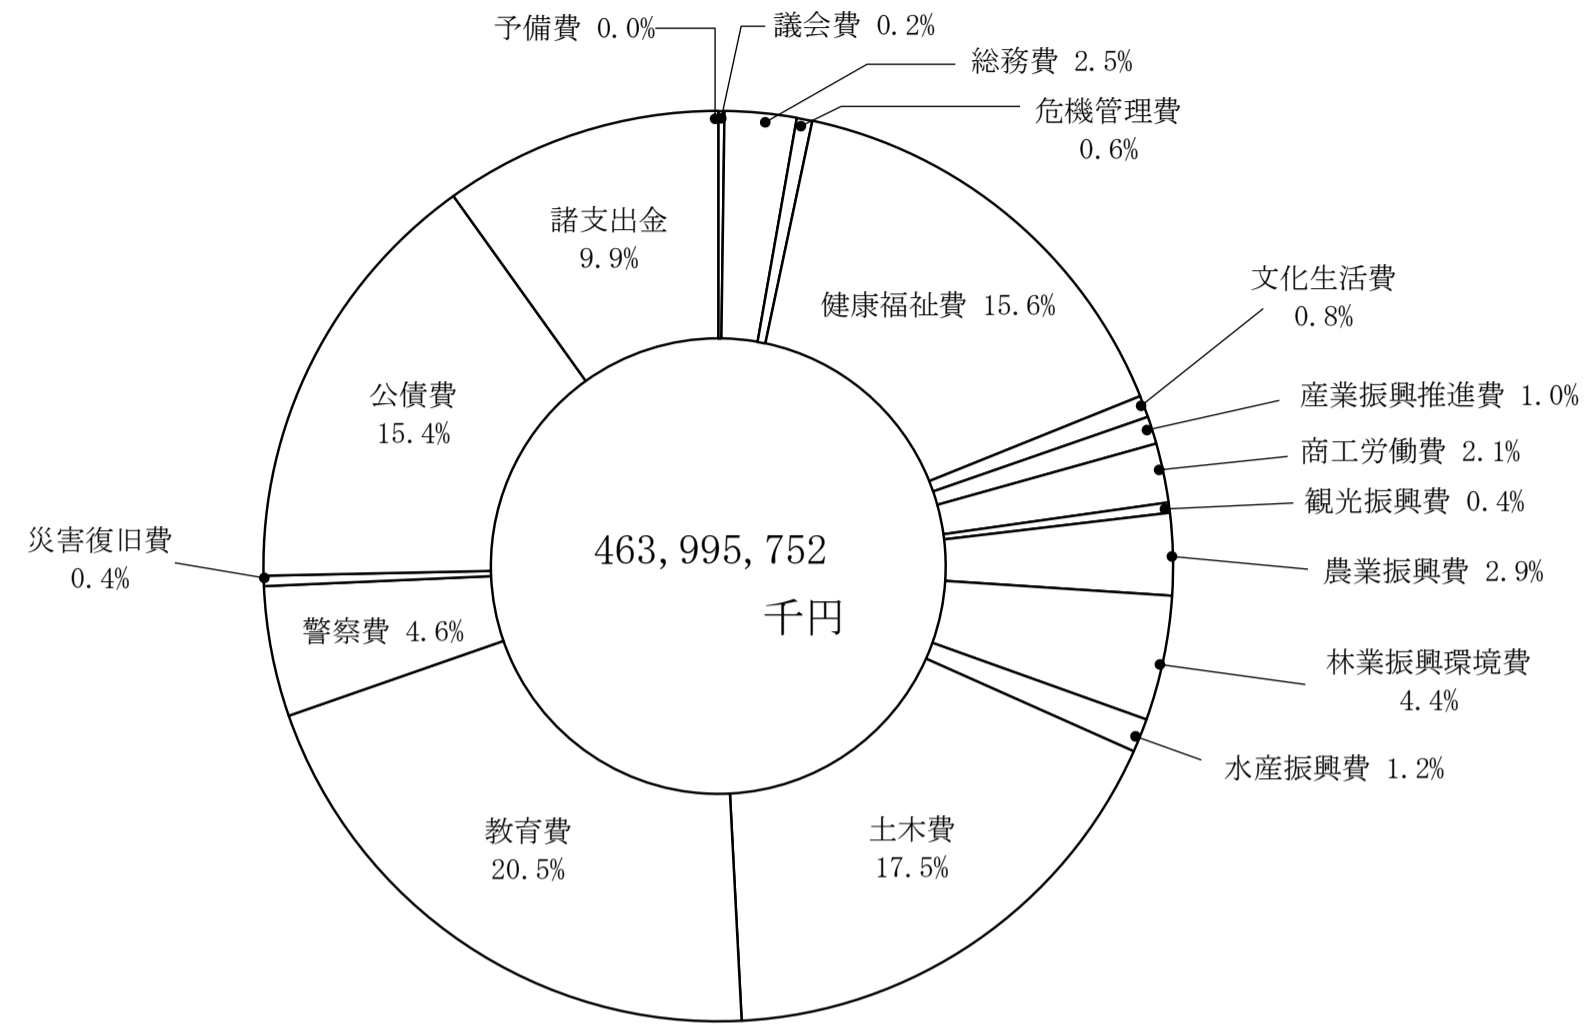 予備費 0.0%
議会費 0.2%
総務費 2.5%
危機管理費
0.6%
健康福祉費 15.6%
文化生活費
0.8%
産業振興推進費 1.0%
商工労働費 2.1%
観光振興費 0.4%
農業振興費 2.9%
林業振興環境費
4.4%
水産振興費 1.2%
土木費
17.5%
教育費
20.5%
警察費 4.6%
災害復旧費
0.4%
公債費
15.4%
諸支出金
9.9%
463,995,752
千円